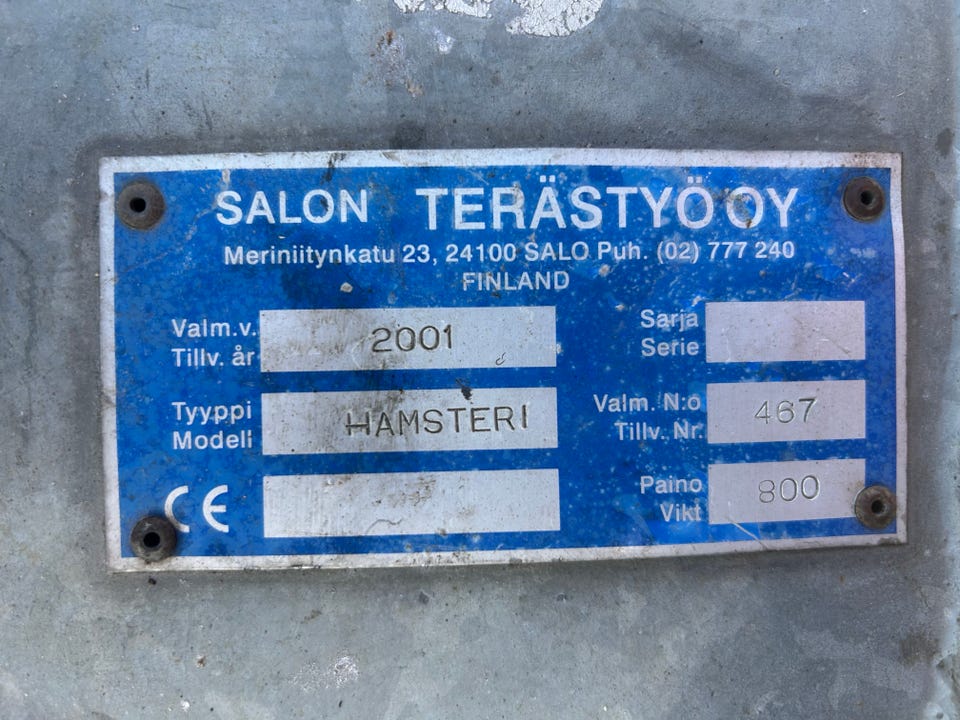 SALON TERÄSTYÖ OY
Meriniitynkatu 23, 24100 SALO Puh. (02) 777 240
FINLAND
Valm.v. 2001
Tillv. år
Sarja
Serie
Tyyppi HAMSTERI
Modell
Valm. N:o 467
Tillv. Nr.
CE
Paino 800
Vikt